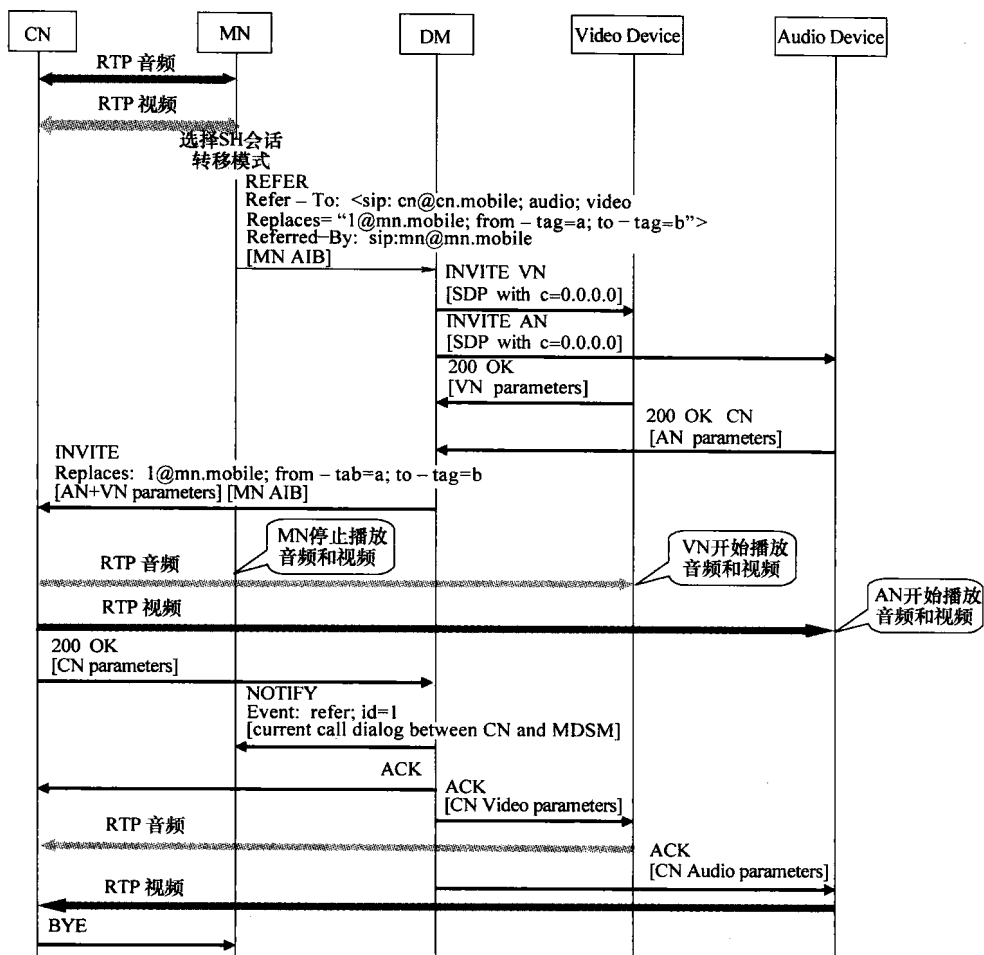 CN
MN
DM
Video Device
Audio Device
RTP 音频
RTP 视频
选择SH会话
转移模式
REFER
Refer – To: <sip: cn@cn.mobile; audio; video
Replaces= “1@mn.mobile; from – tag=a; to – tag=b”>
Referred–By: sip:mn@mn.mobile
[MN AIB]
INVITE VN
[SDP with c=0.0.0.0]
INVITE AN
[SDP with c=0.0.0.0]
200 OK
[VN parameters]
200 OK CN
[AN parameters]
INVITE
Replaces: 1@mn.mobile; from – tab=a; to – tag=b
[AN+VN parameters] [MN AIB]
MN停止播放
音频和视频
RTP 音频
VN开始播放
音频和视频
RTP 视频
AN开始播放
音频和视频
200 OK
[CN parameters]
NOTIFY
Event: refer; id=1
[current call dialog between CN and MDSM]
ACK
ACK
[CN Video parameters]
RTP 音频
ACK
[CN Audio parameters]
RTP 视频
BYE